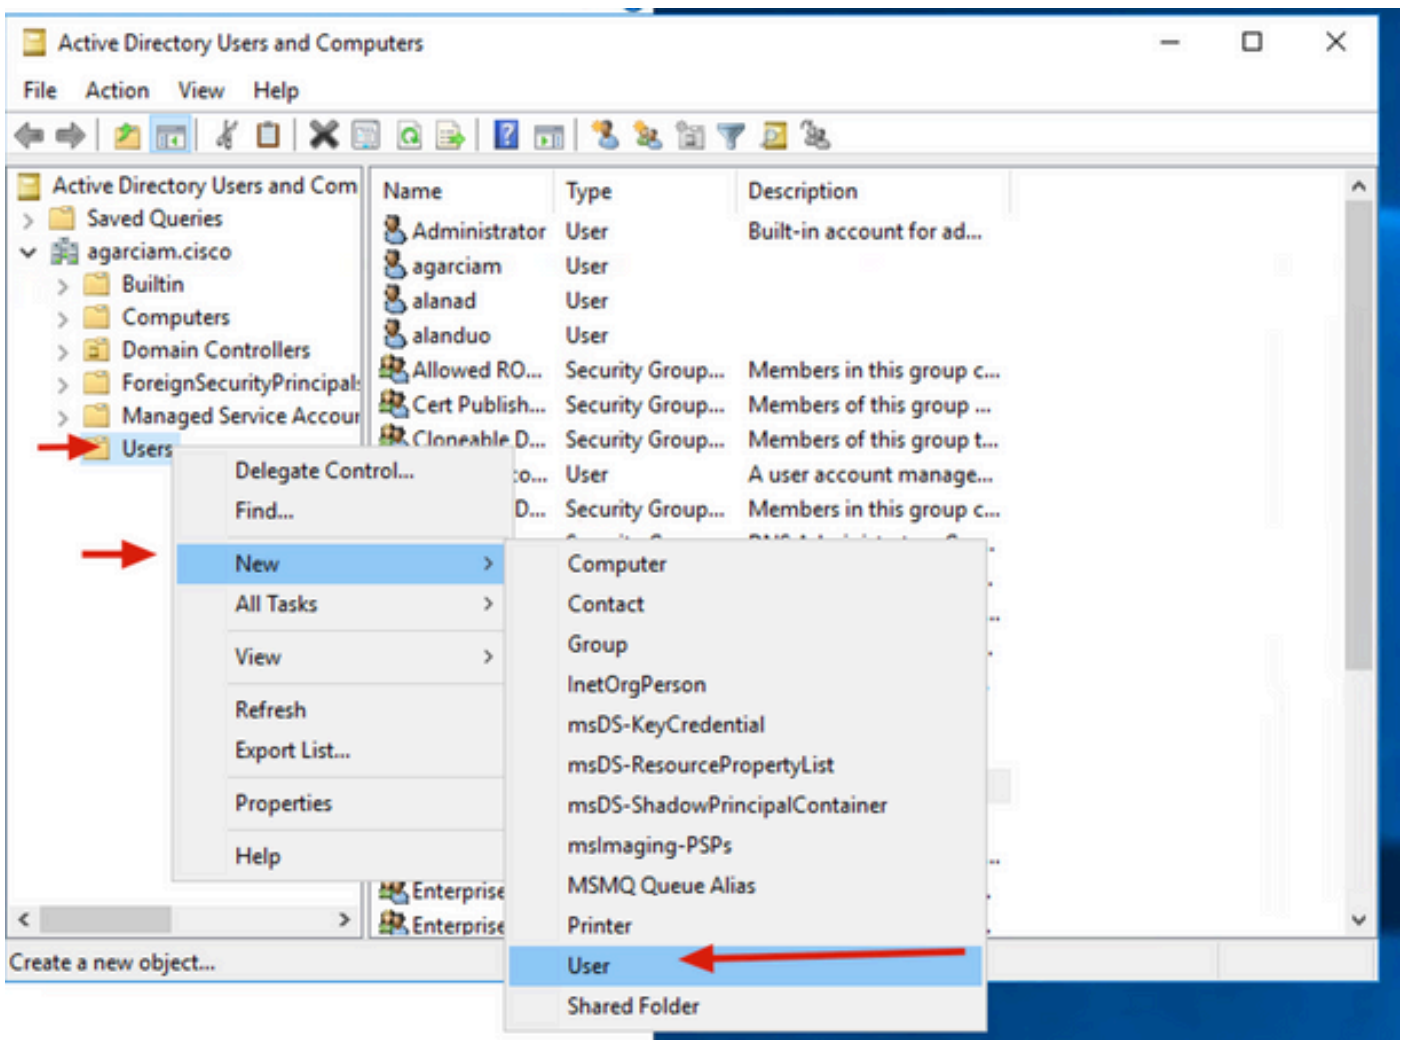 Active Directory Users and Computers
File Action View Help
Active Directory Users and Com
Saved Queries
agarciam.cisco
Builtin
Computers
Domain Controllers
ForeignSecurityPrincipals
Managed Service Accour
Users
Name Type Description
Administrator User Built-in account for ad...
agarciam User
alanad User
alanduo User
Allowed RO... Security Group... Members in this group c...
Cert Publish... Security Group... Members of this group ...
Cloneable D... Security Group... Members of this group t...
:o... User A user account manage...
D... Security Group... Members in this group c...
Enterprise
Enterprise
Delegate Control...
Find...
New
All Tasks
View
Refresh
Export List...
Properties
Help
Computer
Contact
Group
InetOrgPerson
msDS-KeyCredential
msDS-ResourcePropertyList
msDS-ShadowPrincipalContainer
msImaging-PSPs
MSMQ Queue Alias
Printer
User
Shared Folder
Create a new object...